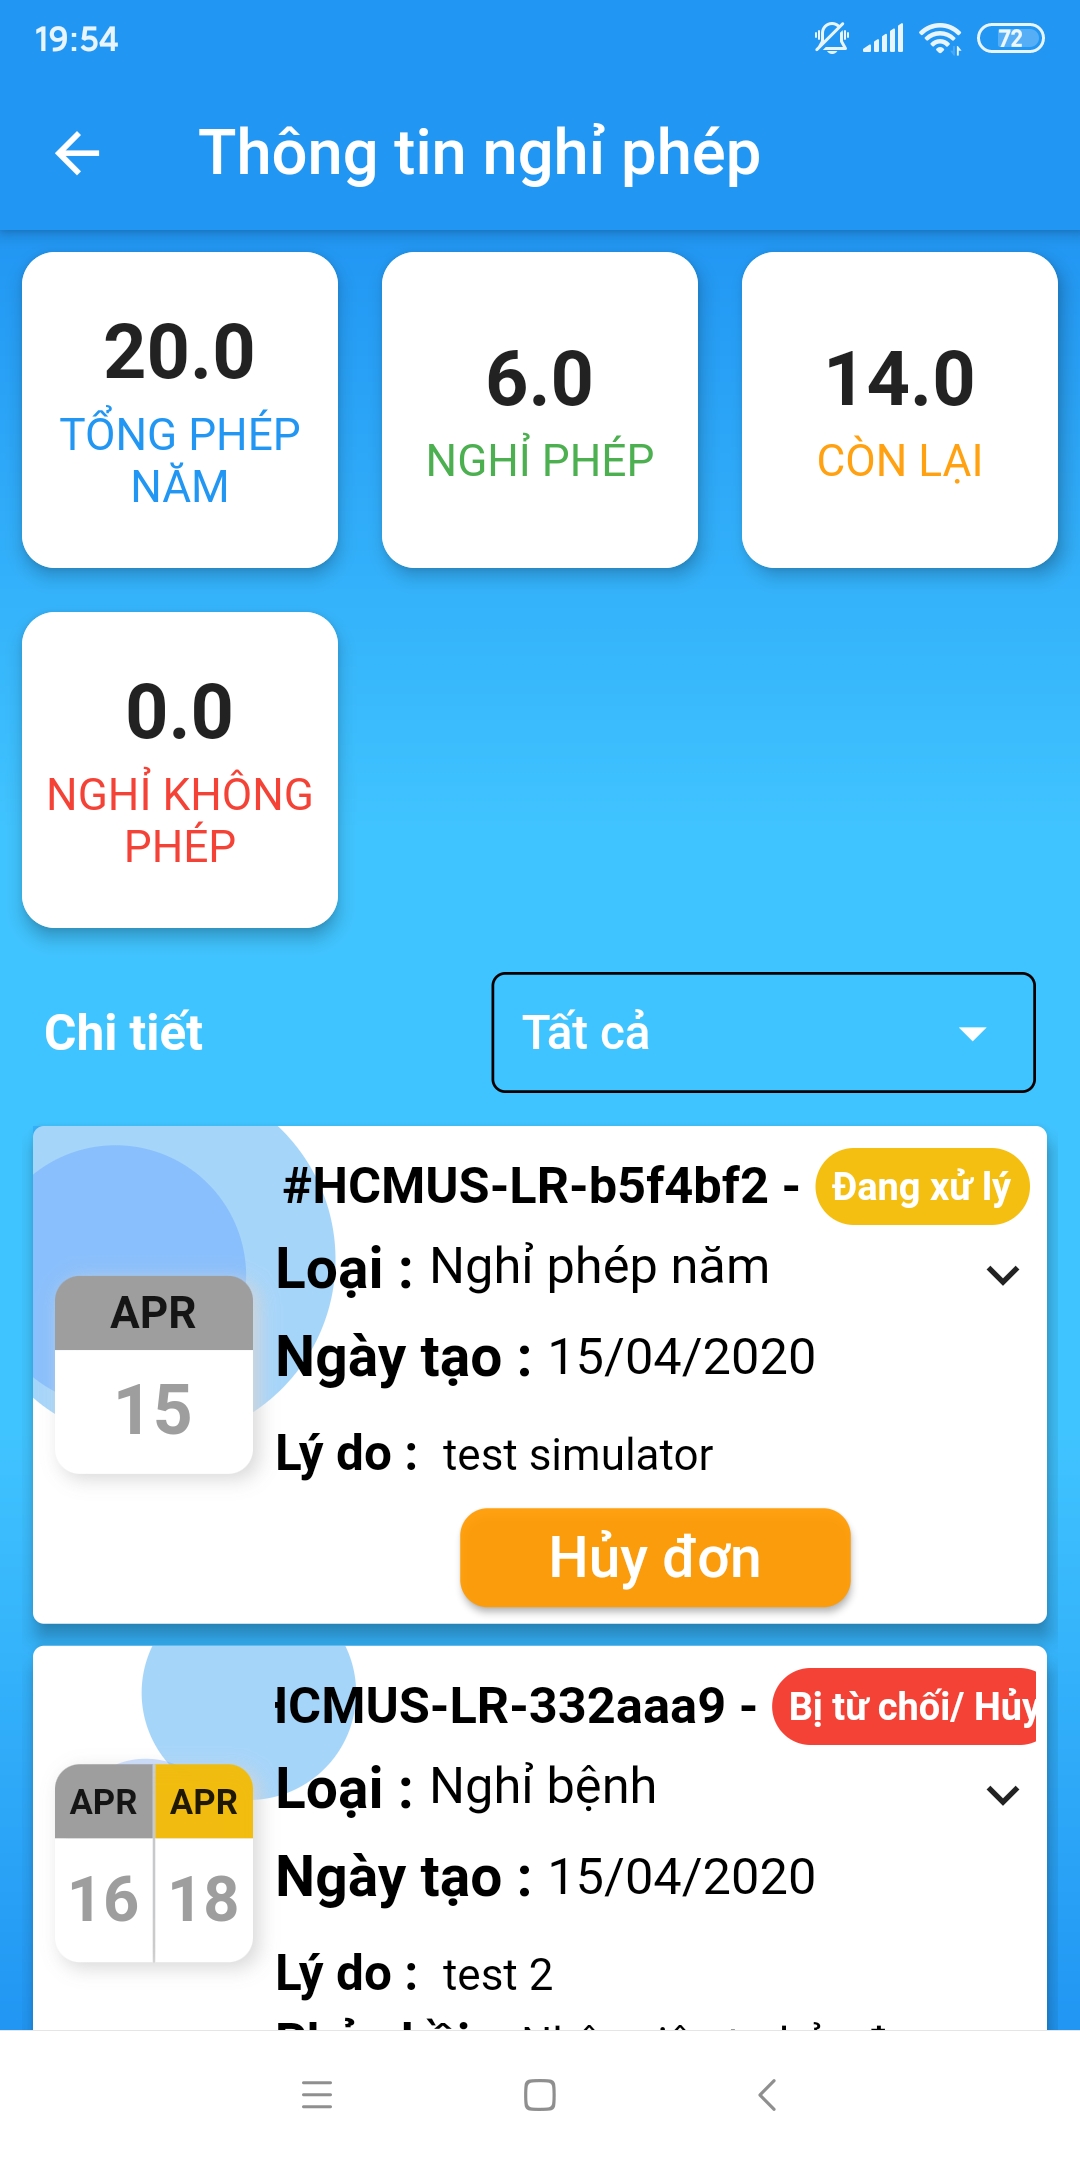 19:54
72
Thông tin nghỉ phép
20.0
TỔNG PHÉP
NĂM
6.0
NGHỈ PHÉP
14.0
CÒN LẠI
0.0
NGHỈ KHÔNG
PHÉP
Chi tiết
Tất cả
#HCMUS-LR-b5f4bf2 - Đang xử lý
Loại : Nghỉ phép năm
APR
15
Ngày tạo : 15/04/2020
Lý do : test simulator
Hủy đơn
HCMUS-LR-332aaa9 - Bị từ chối/ Hủy
Loại : Nghỉ bệnh
APR APR
16 18
Ngày tạo : 15/04/2020
Lý do : test 2